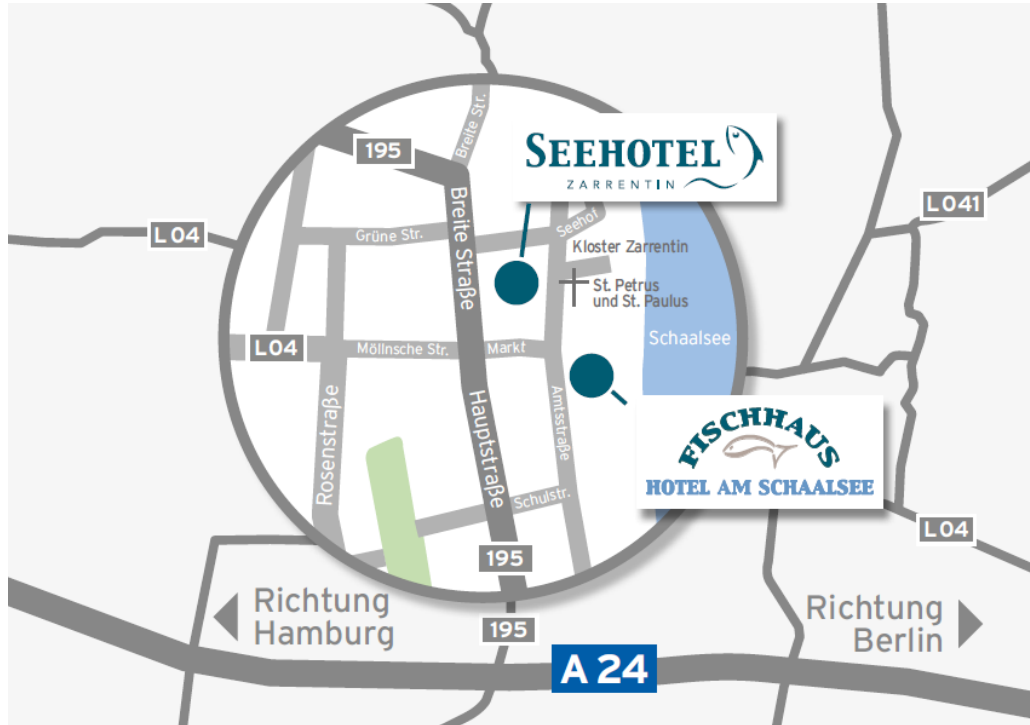 Breite Str.
195
SEEHOTEL
ZARRENTIN
L041
L04
Grüne Str.
Seehof
Breite Straße
Kloster Zarrentin
St. Petrus
und St. Paulus
L04
Möllnsche Str.
Markt
Schaalsee
Rosenstraße
Hauptstraße
Amtsstraße
FISCHHAUS
HOTEL AM SCHAALSEE
Schulstr.
L04
195
Richtung
Hamburg
195
Richtung
Berlin
A 24